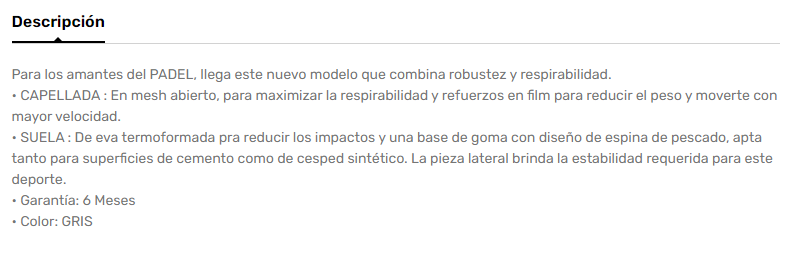 Descripción
Para los amantes del PADEL, llega este nuevo modelo que combina robustez y respirabilidad.
• CAPELLADA : En mesh abierto, para maximizar la respirabilidad y refuerzos en film para reducir el peso y moverte con
mayor velocidad.
• SUELA : De eva termoformada pra reducir los impactos y una base de goma con diseño de espina de pescado, apta
tanto para superficies de cemento como de cesped sintético. La pieza lateral brinda la estabilidad requerida para este
deporte.
• Garantía: 6 Meses
• Color: GRIS